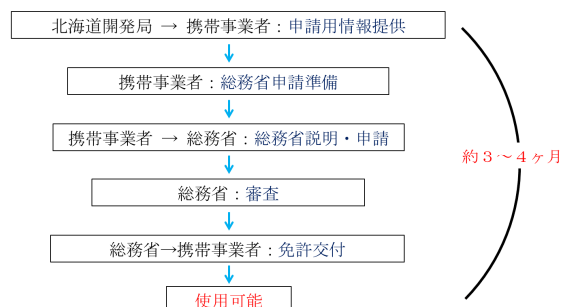 北海道開発局 → 携帯事業者：申請用情報提供
携帯事業者：総務省申請準備
携帯事業者 → 総務省：総務省説明・申請
約３～４ヶ月
総務省：審査
総務省→携帯事業者：免許交付
使用可能